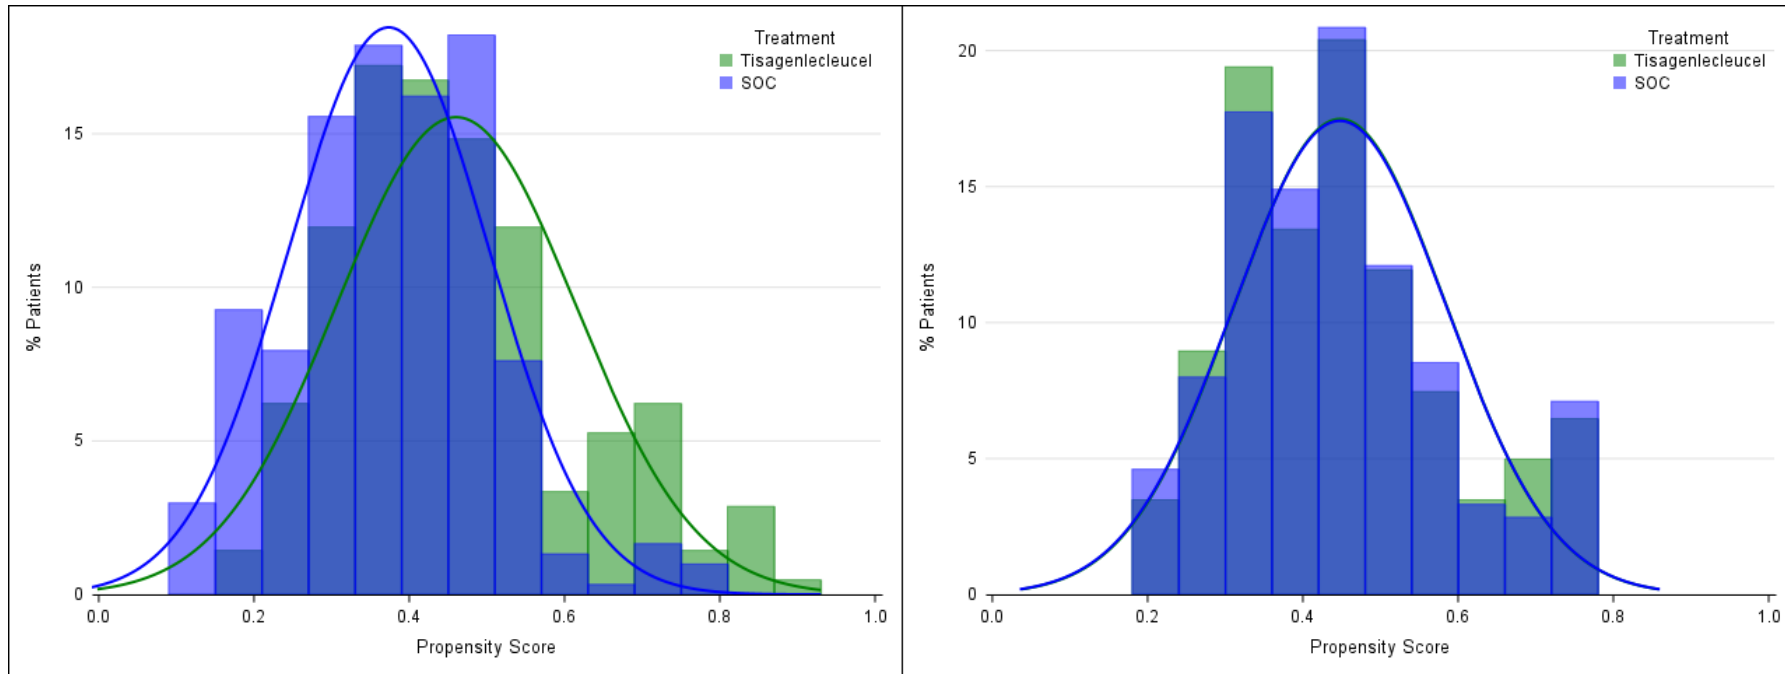 Treatment
Tisagenlecleucel
SOC
% Patients
15
10
5
0
0.0 0.2 0.4 0.6 0.8 1.0
Propensity Score
Treatment
Tisagenlecleucel
SOC
% Patients
20
15
10
5
0
0.0 0.2 0.4 0.6 0.8 1.0
Propensity Score